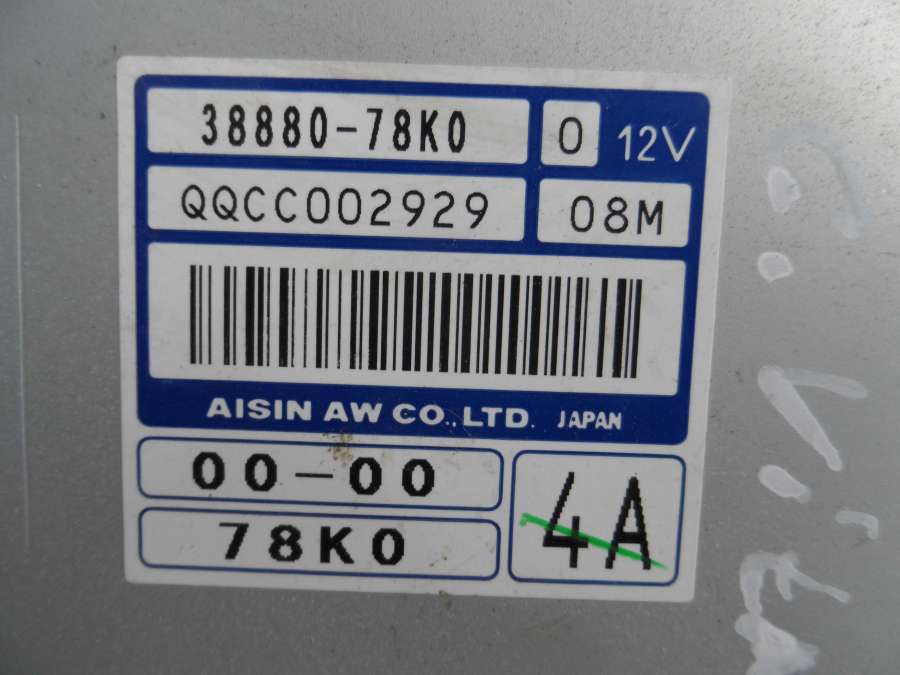 38880-78K0 0 12V
QQCC002929 08M
AISIN AW CO.,LTD. JAPAN
00-00
78K0
4A